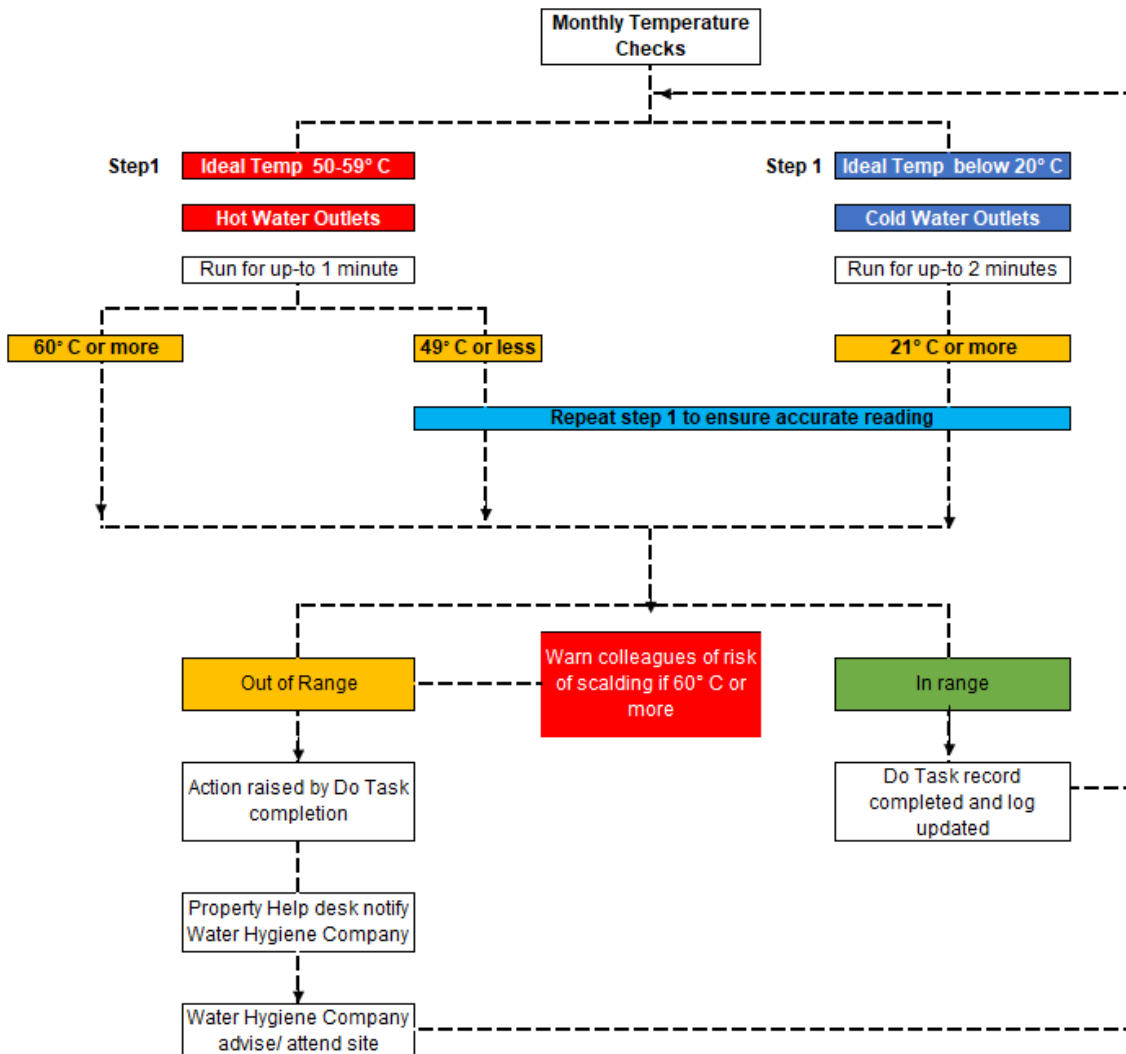 Monthly Temperature
Checks
Step1
Ideal Temp 50-59° C
Step 1
Ideal Temp below 20° C
Hot Water Outlets
Cold Water Outlets
Run for up-to 1 minute
Run for up-to 2 minutes
60° C or more
49° C or less
21° C or more
Repeat step 1 to ensure accurate reading
Out of Range
Warn colleagues of risk
of scalding if 60° C or
more
In range
Action raised by Do Task
completion
Do Task record
completed and log
updated
Property Help desk notify
Water Hygiene Company
Water Hygiene Company
advise/ attend site